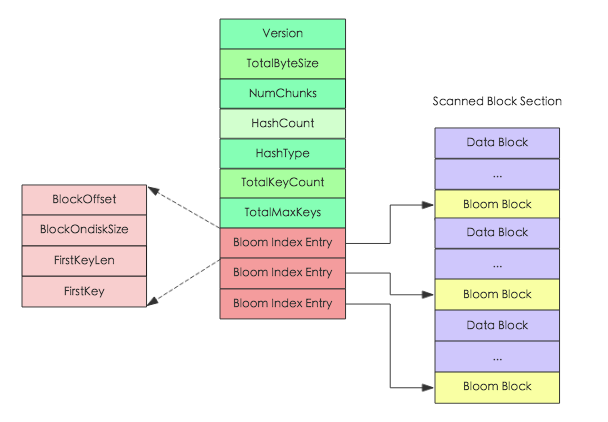 Version
TotalByteSize
NumChunks
HashCount
HashType
TotalKeyCount
TotalMaxKeys
Bloom Index Entry
Bloom Index Entry
Bloom Index Entry
BlockOffset
BlockOndiskSize
FirstKeyLen
FirstKey
Scanned Block Section
Data Block
...
Bloom Block
Data Block
...
Bloom Block
Data Block
...
Bloom Block